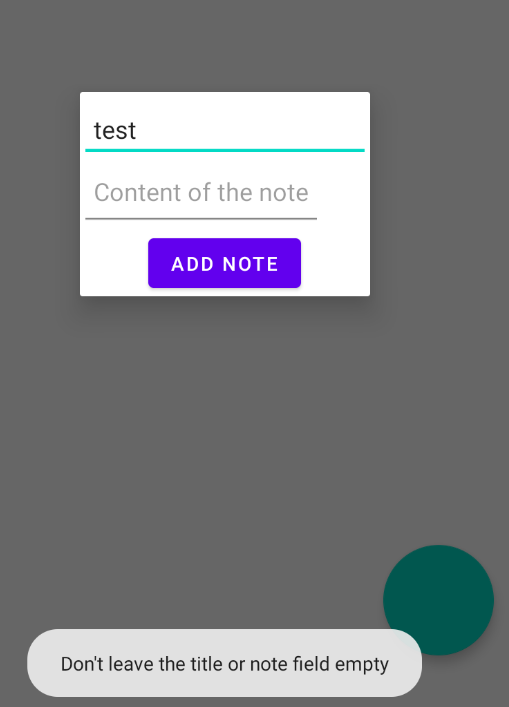 test
Content of the note
ADD NOTE
Don't leave the title or note field empty